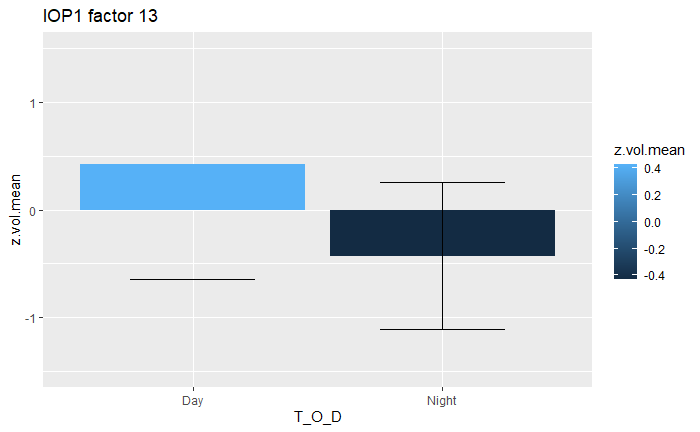 IOP1 factor 13
z.vol.mean
1
0
-1
Day
Night
T_O_D
z.vol.mean
0.4
0.2
0.0
-0.2
-0.4